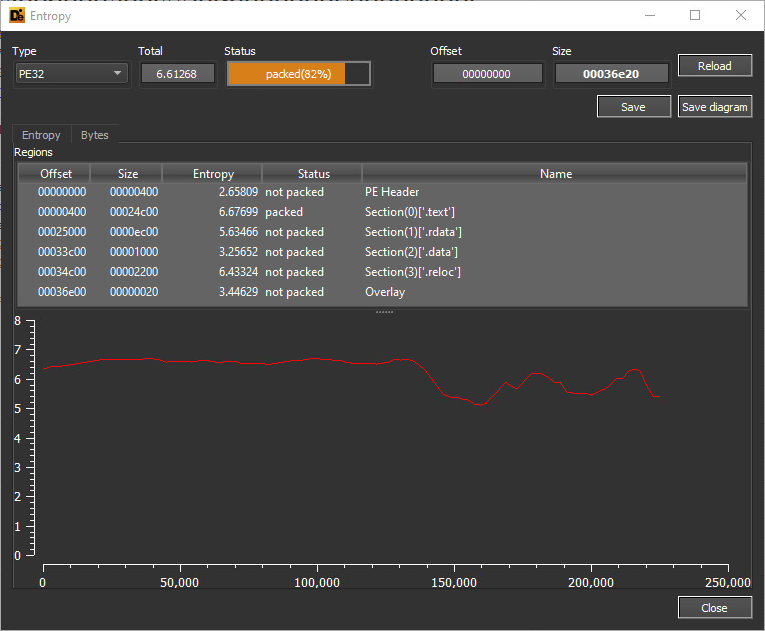 De Entropy
Type Total Status Offset Size
PE32 6.61268 packed(82%) 00000000 00036e20 Reload
Save Save diagram
Entropy Bytes
Regions
Offset Size Entropy Status Name
00000000 00000400 2.65809 not packed PE Header
00000400 00024c00 6.67699 packed Section(0)['.text']
00025000 0000ec00 5.63466 not packed Section(1)['.rdata']
00033c00 00001000 3.25652 not packed Section(2)['.data']
00034c00 00002200 6.43324 not packed Section(3)['.reloc']
00036e00 00000020 3.44629 not packed Overlay
8
7
6
5
4
3
2
1
0
0 50,000 100,000 150,000 200,000 250,000
Close